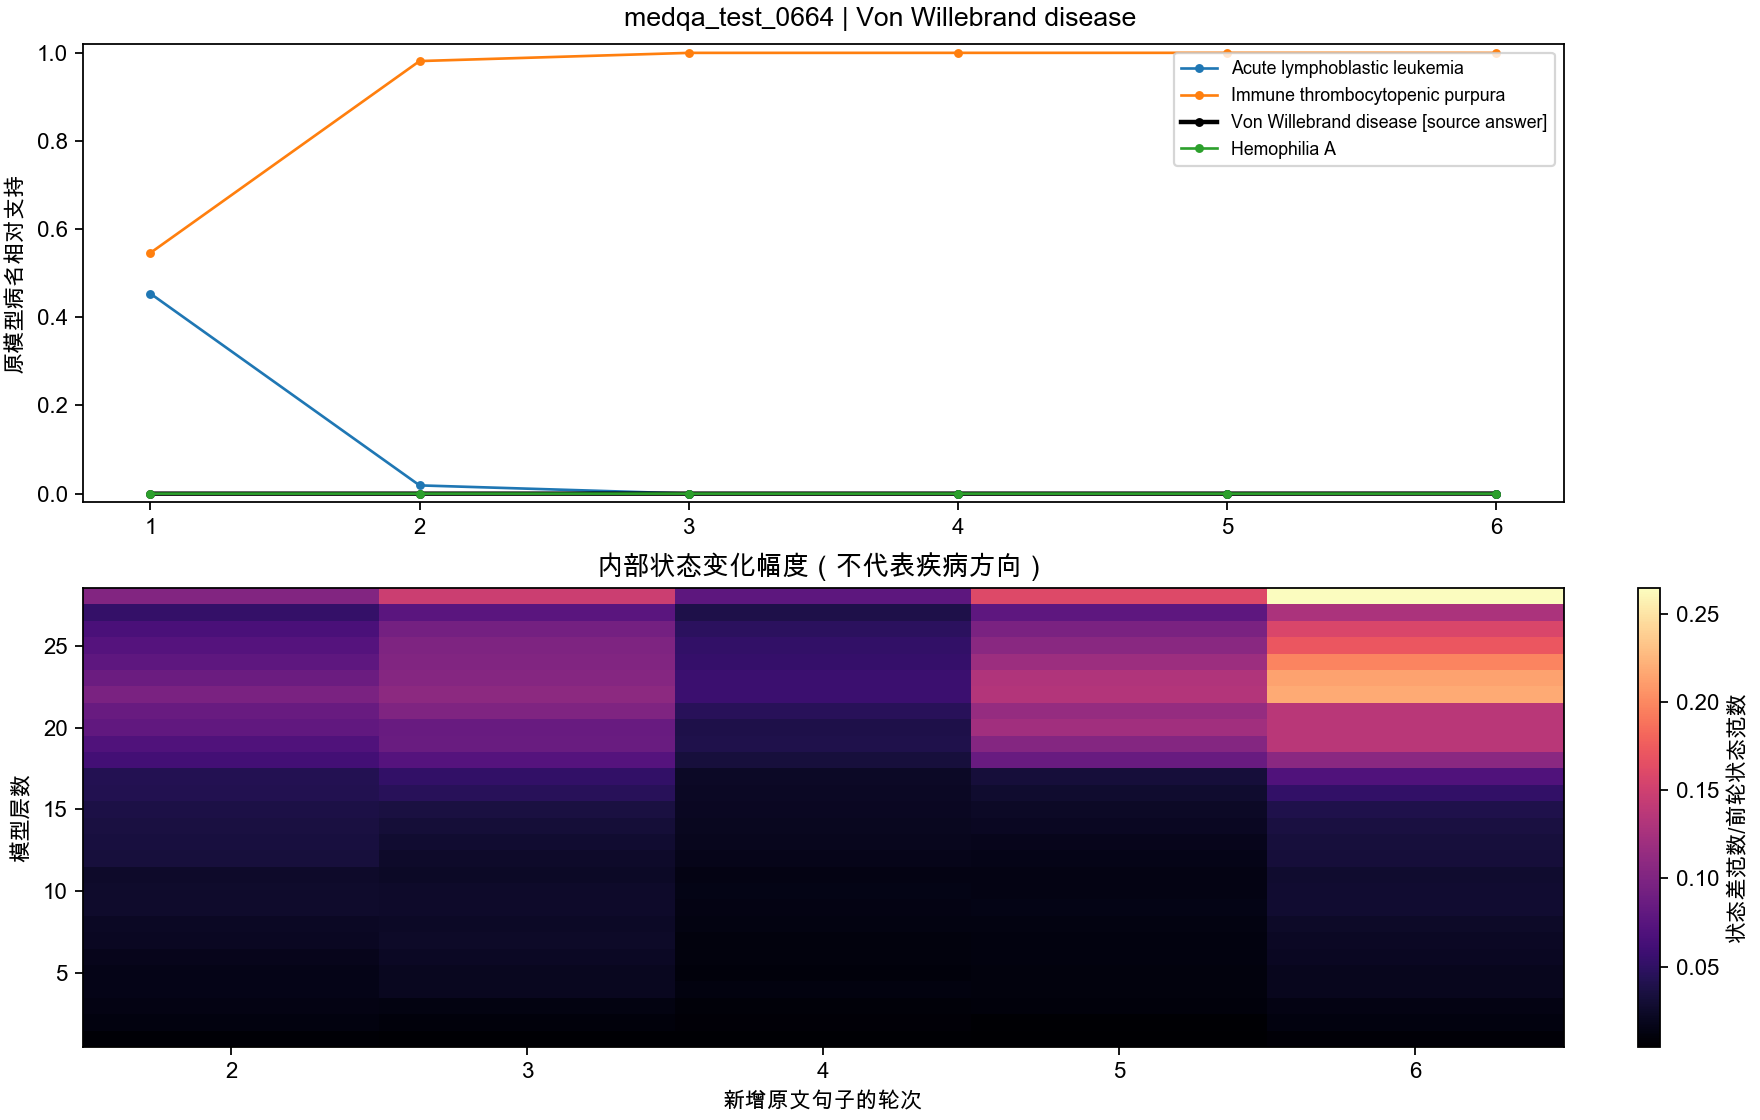 medqa_test_0664 | Von Willebrand disease
原模型病名相对支持
1.0
0.8
0.6
0.4
0.2
0.0
Acute lymphoblastic leukemia
Immune thrombocytopenic purpura
Von Willebrand disease [source answer]
Hemophilia A
1 2 3 4 5 6
内部状态变化幅度（不代表疾病方向）
模型层数
25
20
15
10
5
2 3 4 5 6
新增原文句子的轮次
0.25
0.20
0.15
0.10
0.05
状态差范数/前轮状态范数